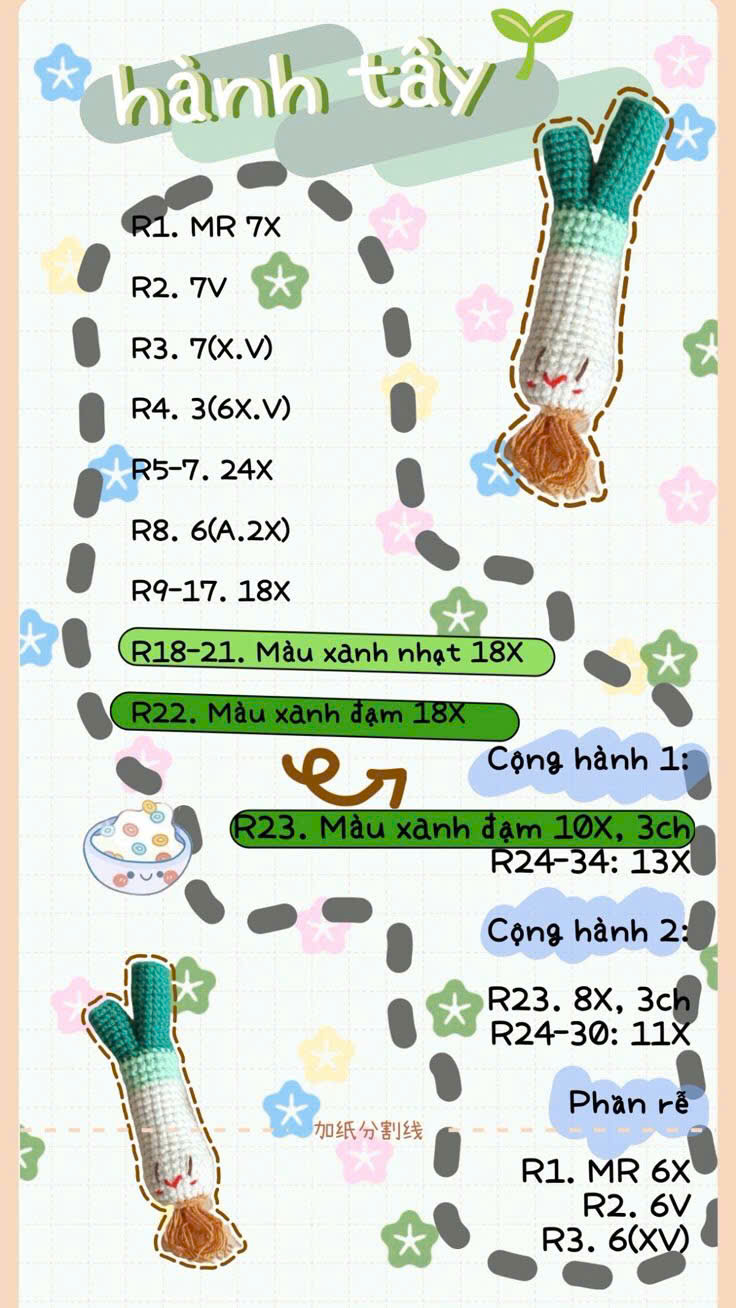 hành tây
R1. MR 7X
R2. 7V
R3. 7(X.V)
R4. 3(6X.V)
R5-7. 24X
R8. 6(A.2X)
R9-17. 18X
R18-21. Màu xanh nhạt 18X
R22. Màu xanh đậm 18X
Cọng hành 1:
R23. Màu xanh đậm 10X, 3ch
R24-34: 13X
Cọng hành 2:
R23. 8X, 3ch
R24-30: 11X
Phần rễ
加纸分割线
R1. MR 6X
R2. 6V
R3. 6(XV)